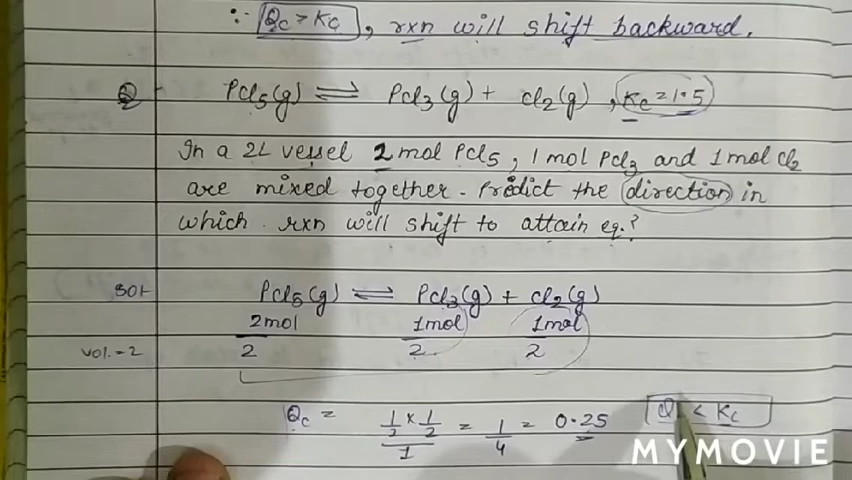 ∵ Qc > Kc, rxn will shift backward.
Q PCl5(g) ⇌ PCl3(g) + Cl2(g), Kc = 1.5
In a 2L vessel 2 mol PCl5, 1 mol PCl3 and 1 mol Cl2
are mixed together. Predict the direction in
which rxn will shift to attain eq.?
Sol- PCl5(g) ⇌ PCl3(g) + Cl2(g)
2mol 1mol 1mol
vol. = 2 2 2 2
Qc = 1/2 × 1/2 / 1 = 1/4 = 0.25 Qc < Kc
MYMOVIE